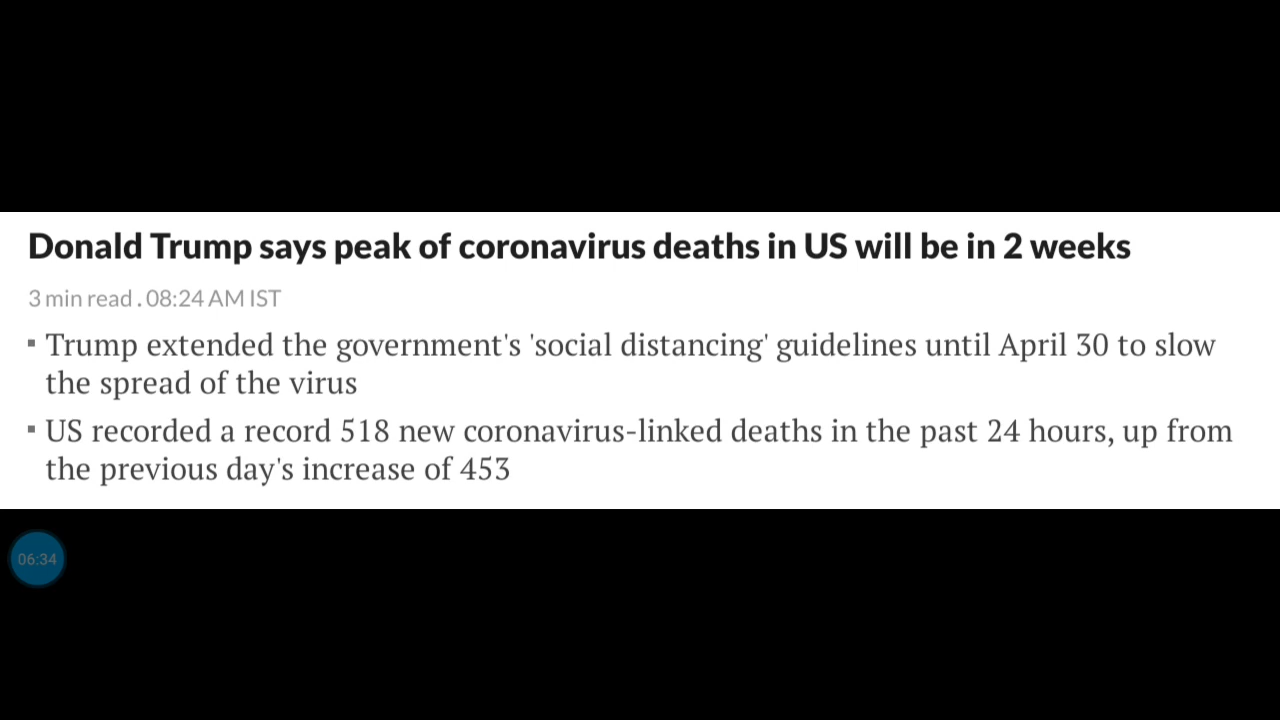 Donald Trump says peak of coronavirus deaths in US will be in 2 weeks
3 min read . 08:24 AM IST
▪ Trump extended the government's 'social distancing' guidelines until April 30 to slow
the spread of the virus
▪ US recorded a record 518 new coronavirus-linked deaths in the past 24 hours, up from
the previous day's increase of 453
06:34